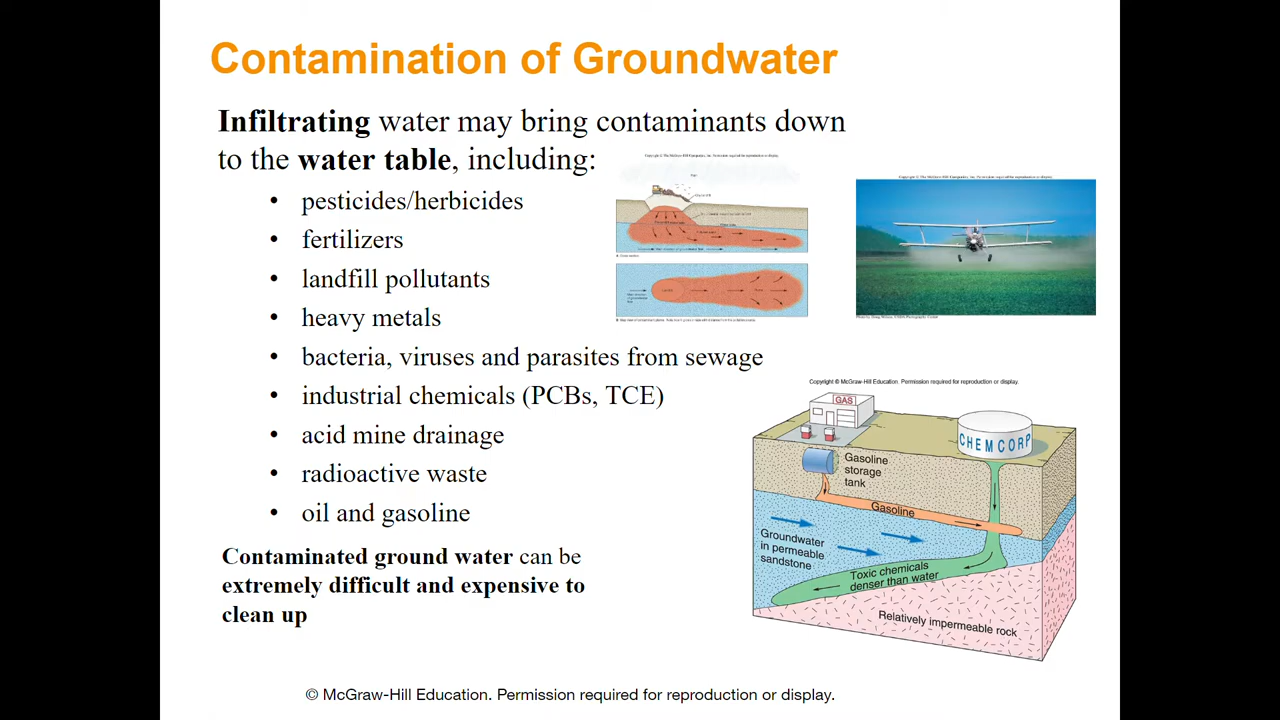 Contamination of Groundwater
Infiltrating water may bring contaminants down
to the water table, including:
• pesticides/herbicides
• fertilizers
• landfill pollutants
• heavy metals
• bacteria, viruses and parasites from sewage
• industrial chemicals (PCBs, TCE)
• acid mine drainage
• radioactive waste
• oil and gasoline
Contaminated ground water can be
extremely difficult and expensive to
clean up
Copyright © McGraw-Hill Education. Permission required for reproduction or display.
GAS
CHEMCORP
Gasoline
storage
tank
Gasoline
Groundwater
in permeable
sandstone
Toxic chemicals
denser than water
Relatively impermeable rock
© McGraw-Hill Education. Permission required for reproduction or display.